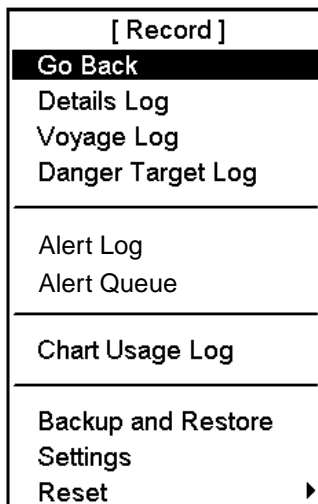 [ Record ]
Go Back
Details Log
Voyage Log
Danger Target Log
Alert Log
Alert Queue
Chart Usage Log
Backup and Restore
Settings
Reset